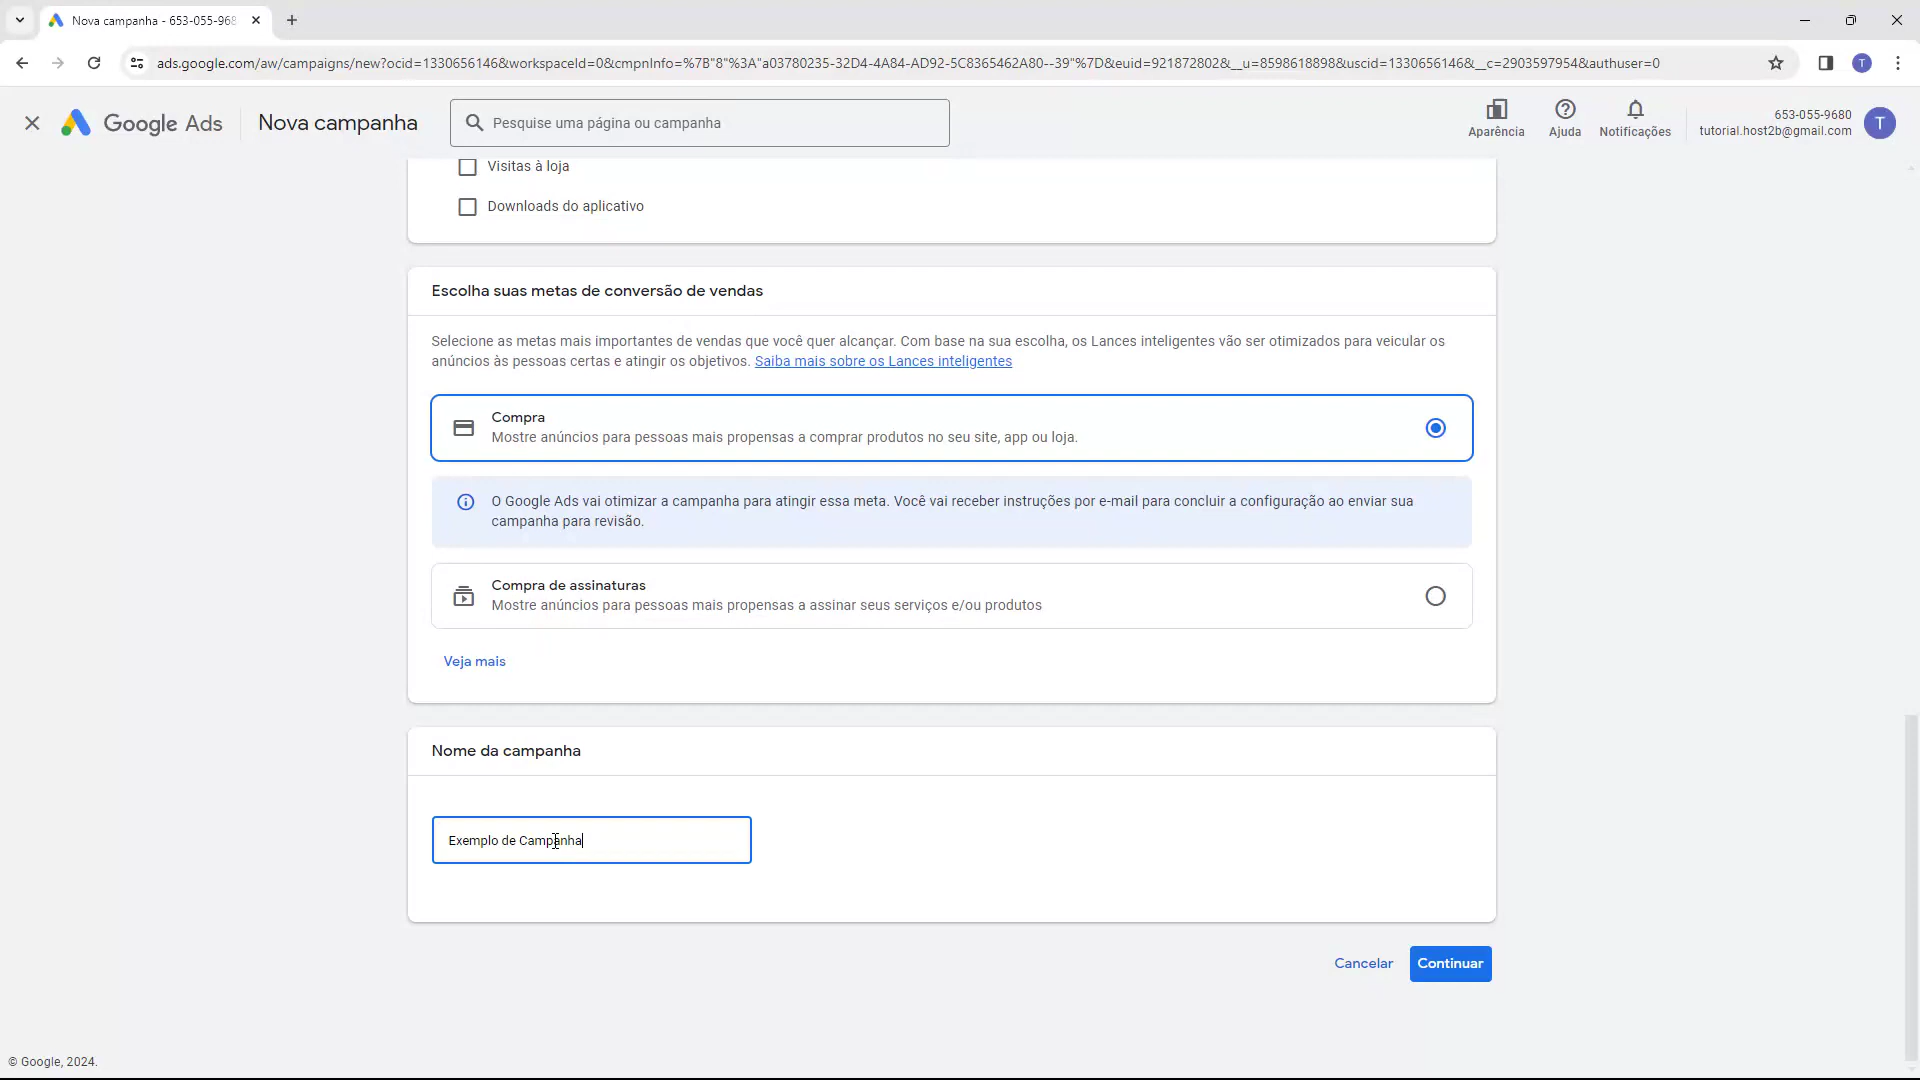 Nova campanha - 653-055-968
ads.google.com/aw/campaigns/new?ocid=1330656146&workspaceId=0&cmpnInfo=%7B"8"%3A"a03780235-32D4-4A84-AD92-5C8365462A80--39"%7D&euid=921872802&__u=8598618898&uscid=1330656146&__c=2903597954&authuser=0
T
Google Ads
Nova campanha
Pesquise uma página ou campanha
Aparência
Ajuda
Notificações
653-055-9680
tutorial.host2b@gmail.com
T
Visitas à loja
Downloads do aplicativo
Escolha suas metas de conversão de vendas
Selecione as metas mais importantes de vendas que você quer alcançar. Com base na sua escolha, os Lances inteligentes vão ser otimizados para veicular os
anúncios às pessoas certas e atingir os objetivos. Saiba mais sobre os Lances inteligentes
Compra
Mostre anúncios para pessoas mais propensas a comprar produtos no seu site, app ou loja.
O Google Ads vai otimizar a campanha para atingir essa meta. Você vai receber instruções por e-mail para concluir a configuração ao enviar sua
campanha para revisão.
Compra de assinaturas
Mostre anúncios para pessoas mais propensas a assinar seus serviços e/ou produtos
Veja mais
Nome da campanha
Exemplo de Campanha
Cancelar
Continuar
© Google, 2024.